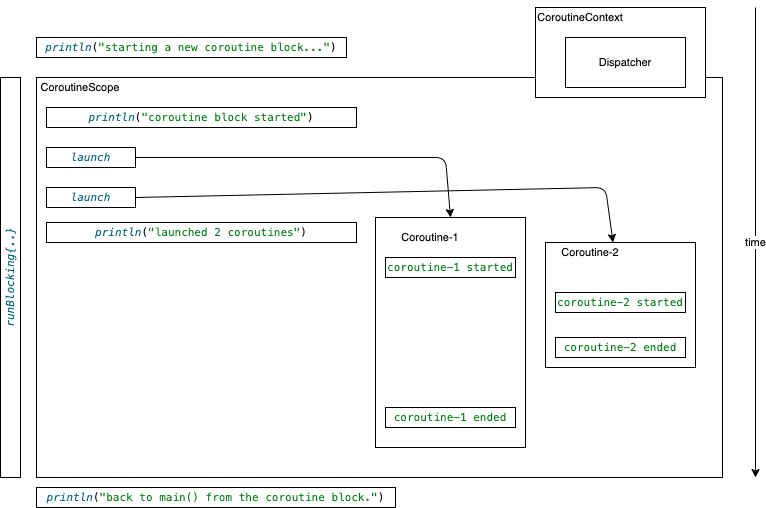 CoroutineContext
println("starting a new coroutine block...")
Dispatcher
CoroutineScope
println("coroutine block started")
launch
launch
println("launched 2 coroutines")
Coroutine-1
Coroutine-2
time
runBlocking{..}
coroutine-1 started
coroutine-2 started
coroutine-2 ended
coroutine-1 ended
println("back to main() from the coroutine block.")